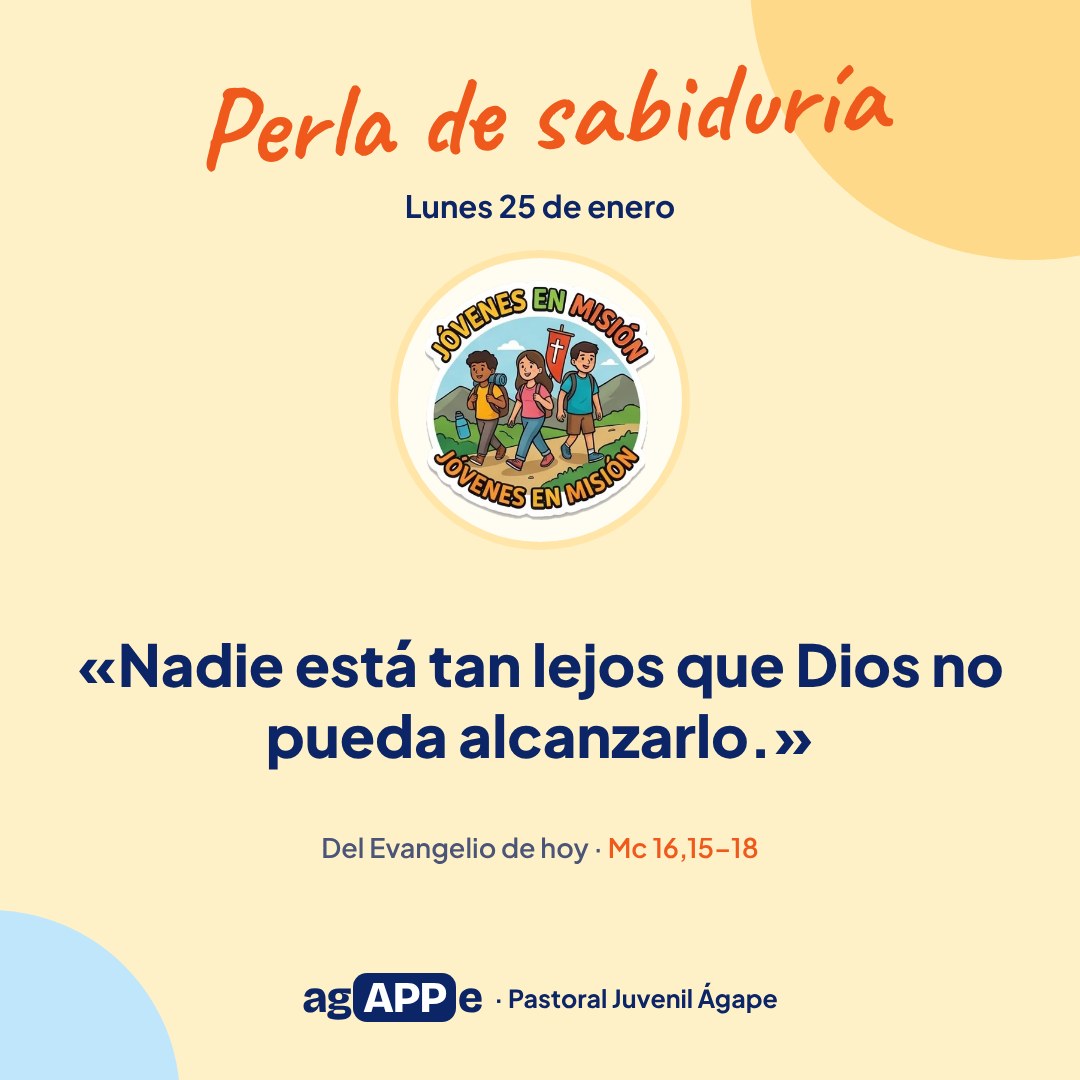 Perla de sabiduría
Lunes 25 de enero
JÓVENES EN MISIÓN
JÓVENES EN MISIÓN
«Nadie está tan lejos que Dios no
pueda alcanzarlo.»
Del Evangelio de hoy · Mc 16,15–18
agAPPe · Pastoral Juvenil Ágape